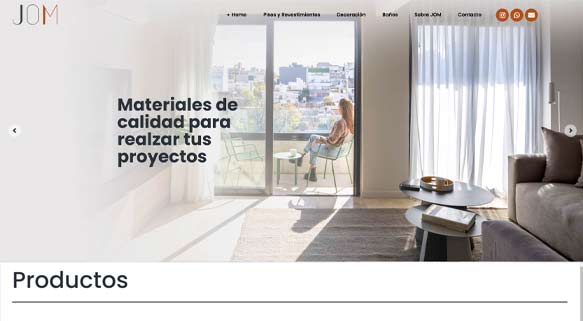 JOM
+ Home Pisos y Revestimientos Decoración Baños Sobre JOM Contacto
Materiales de
calidad para
realzar tus
proyectos
Productos